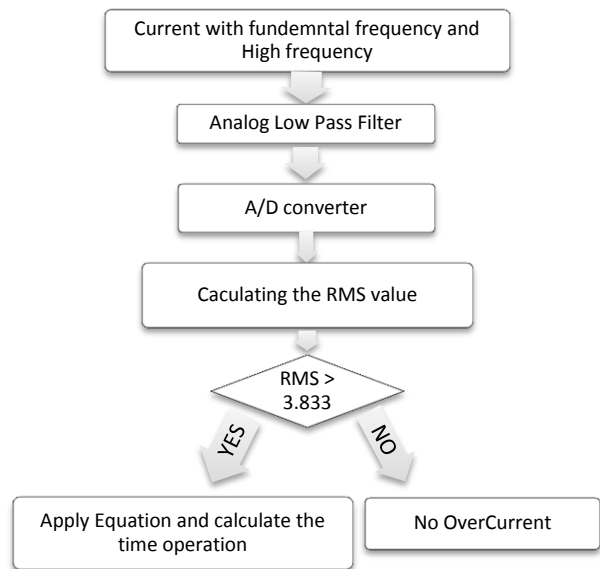 Current with fundemntal frequency and
High frequency
Analog Low Pass Filter
A/D converter
Caculating the RMS value
RMS >
3.833
YES
NO
Apply Equation and calculate the
time operation
No OverCurrent